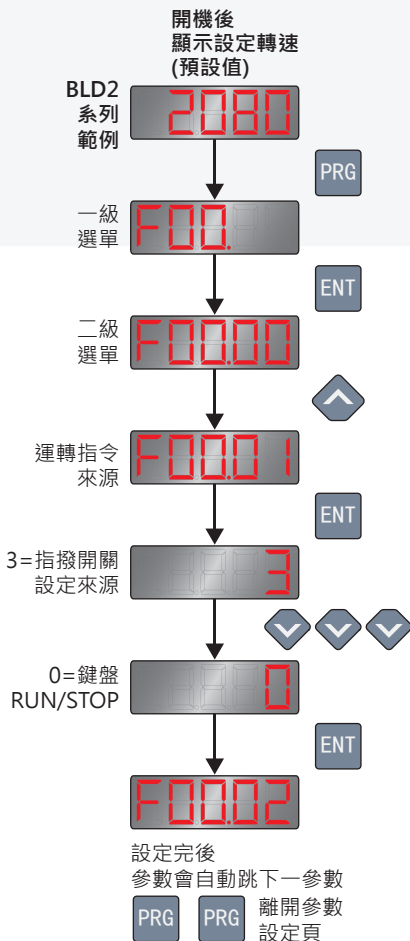 開機後
顯示設定轉速
(預設值)
BLD2
系列
範例
2080
PRG
一級
選單
F00.
ENT
二級
選單
F00.00
運轉指令
來源
F00.01
ENT
3=指撥開關
設定來源
3
0=鍵盤
RUN/STOP
0
ENT
F00.02
設定完後
參數會自動跳下一參數
PRG PRG 離開參數
設定頁